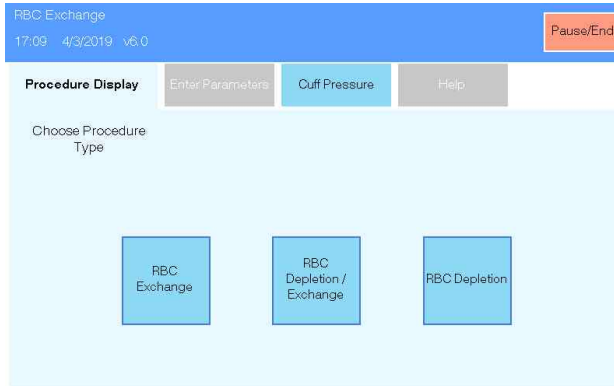 RBC Exchange
17:09 4/3/2019 v6.0
Pause/End
Procedure Display
Enter Parameters
Cuff Pressure
Help
Choose Procedure
Type
RBC
Exchange
RBC
Depletion /
Exchange
RBC Depletion